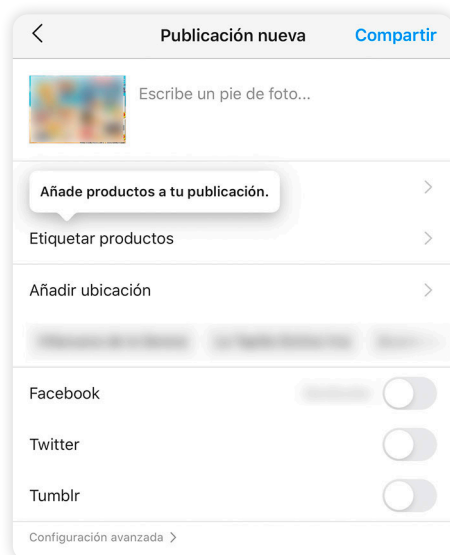 Publicación nueva
Compartir
Escribe un pie de foto...
Añade productos a tu publicación.
Etiquetar productos
Añadir ubicación
Facebook
Twitter
Tumblr
Configuración avanzada